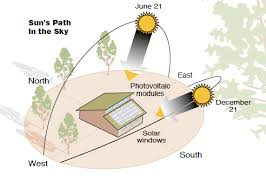 Sun's Path
In the Sky
June 21
North
Photovoltaic
modules
East
December
21
Solar
windows
West
South